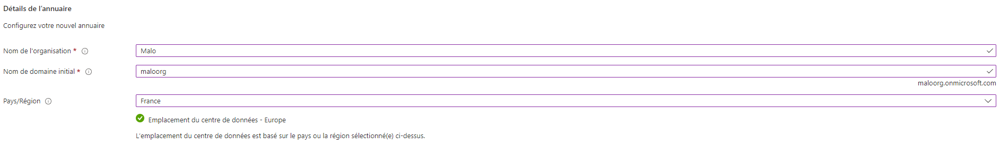 Détails de l’annuaire
Configurez votre nouvel annuaire
Nom de l'organisation *
Malo
Nom de domaine initial *
maloorg
maloorg.onmicrosoft.com
Pays/Région
France
Emplacement du centre de données - Europe
L’emplacement du centre de données est basé sur le pays ou la région sélectionné(e) ci-dessus.